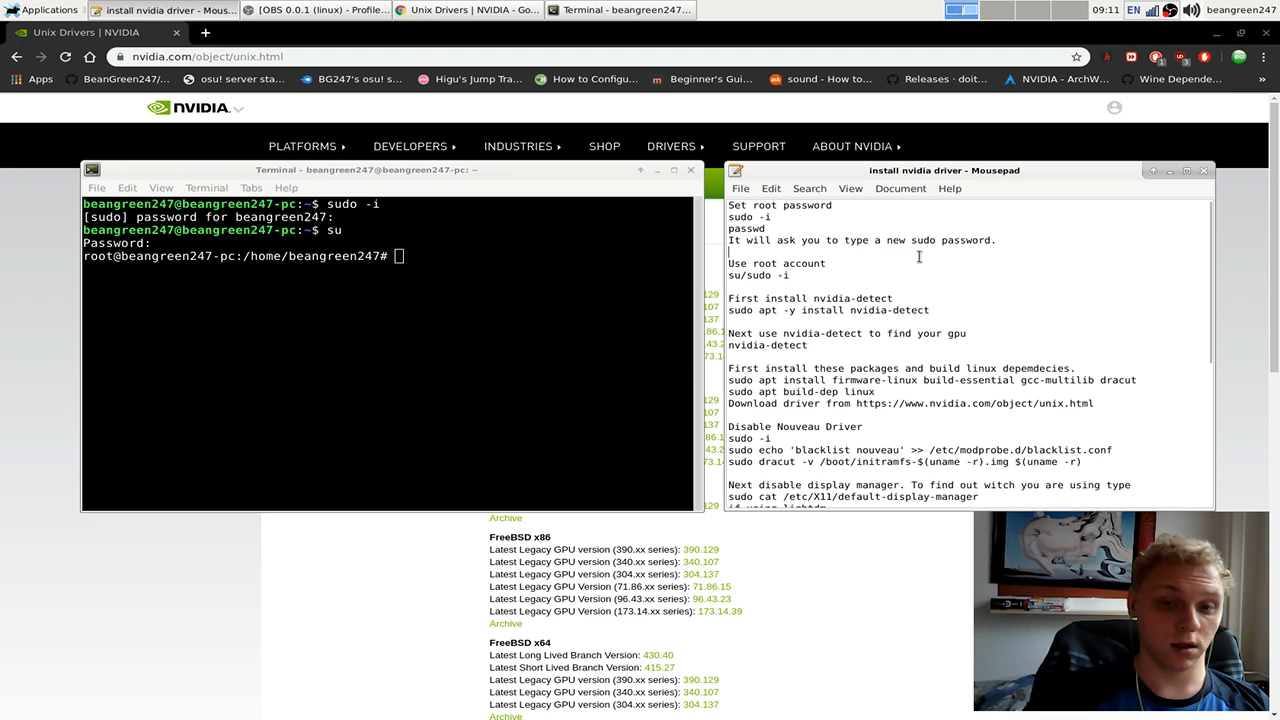 Applications
install nvidia driver - Mous...
[OBS 0.0.1 (linux) - Profile...
Unix Drivers | NVIDIA - Go...
Terminal - beangreen247...
09:11
EN
beangreen247
Unix Drivers | NVIDIA
nvidia.com/object/unix.html
Apps
BeanGreen247/...
osu! server sta...
BG247's osu! s...
Higu's Jump Tra...
How to Configu...
Beginner's Gui...
sound - How to...
Releases · doit...
NVIDIA - ArchW...
Wine Depende...
NVIDIA.
PLATFORMS
DEVELOPERS
INDUSTRIES
SHOP
DRIVERS
SUPPORT
ABOUT NVIDIA
Terminal - beangreen247@beangreen247-pc: ~
File Edit View Terminal Tabs Help
beangreen247@beangreen247-pc:~$ sudo -i
[sudo] password for beangreen247:
beangreen247@beangreen247-pc:~$ su
Password:
root@beangreen247-pc:/home/beangreen247#
install nvidia driver - Mousepad
File Edit Search View Document Help
Set root password
sudo -i
passwd
It will ask you to type a new sudo password.
Use root account
su/sudo -i
First install nvidia-detect
sudo apt -y install nvidia-detect
Next use nvidia-detect to find your gpu
nvidia-detect
First install these packages and build linux depemdecies.
sudo apt install firmware-linux build-essential gcc-multilib dracut
sudo apt build-dep linux
Download driver from https://www.nvidia.com/object/unix.html
Disable Nouveau Driver
sudo -i
sudo echo 'blacklist nouveau' >> /etc/modprobe.d/blacklist.conf
sudo dracut -v /boot/initramfs-$(uname -r).img $(uname -r)
Next disable display manager. To find out witch you are using type
sudo cat /etc/X11/default-display-manager
if using lightdm
Archive
FreeBSD x86
Latest Legacy GPU version (390.xx series): 390.129
Latest Legacy GPU version (340.xx series): 340.107
Latest Legacy GPU version (304.xx series): 304.137
Latest Legacy GPU Version (71.86.xx series): 71.86.15
Latest Legacy GPU Version (96.43.xx series): 96.43.23
Latest Legacy GPU Version (173.14.xx series): 173.14.39
Archive
FreeBSD x64
Latest Long Lived Branch Version: 430.40
Latest Short Lived Branch Version: 415.27
Latest Legacy GPU version (390.xx series): 390.129
Latest Legacy GPU version (340.xx series): 340.107
Latest Legacy GPU version (304.xx series): 304.137
Archive